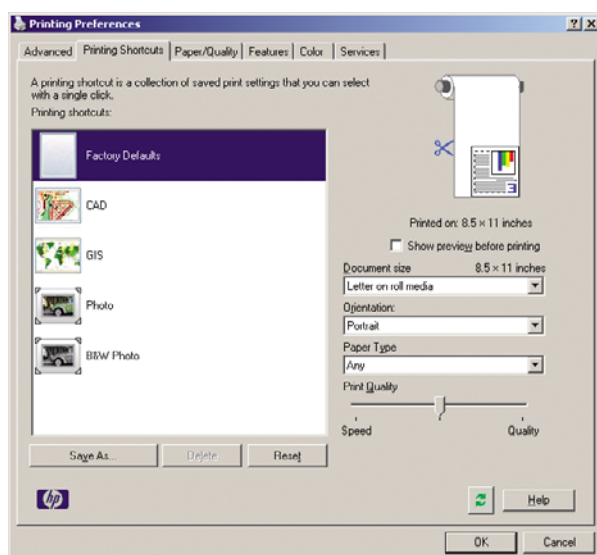 Printing Preferences
Advanced Printing Shortcuts Paper/Quality Features Color Services
A printing shortcut is a collection of saved print settings that you can select
with a single click.
Printing shortcuts:
Factory Defaults
CAD
GIS
Photo
B&W Photo
Save As...
Delete
Reset
3
Printed on: 8.5 × 11 inches
Show preview before printing
Document size 8.5 × 11 inches
Letter on roll media
Orientation:
Portrait
Paper Type
Any
Print Quality
Speed Quality
hp
Help
OK Cancel